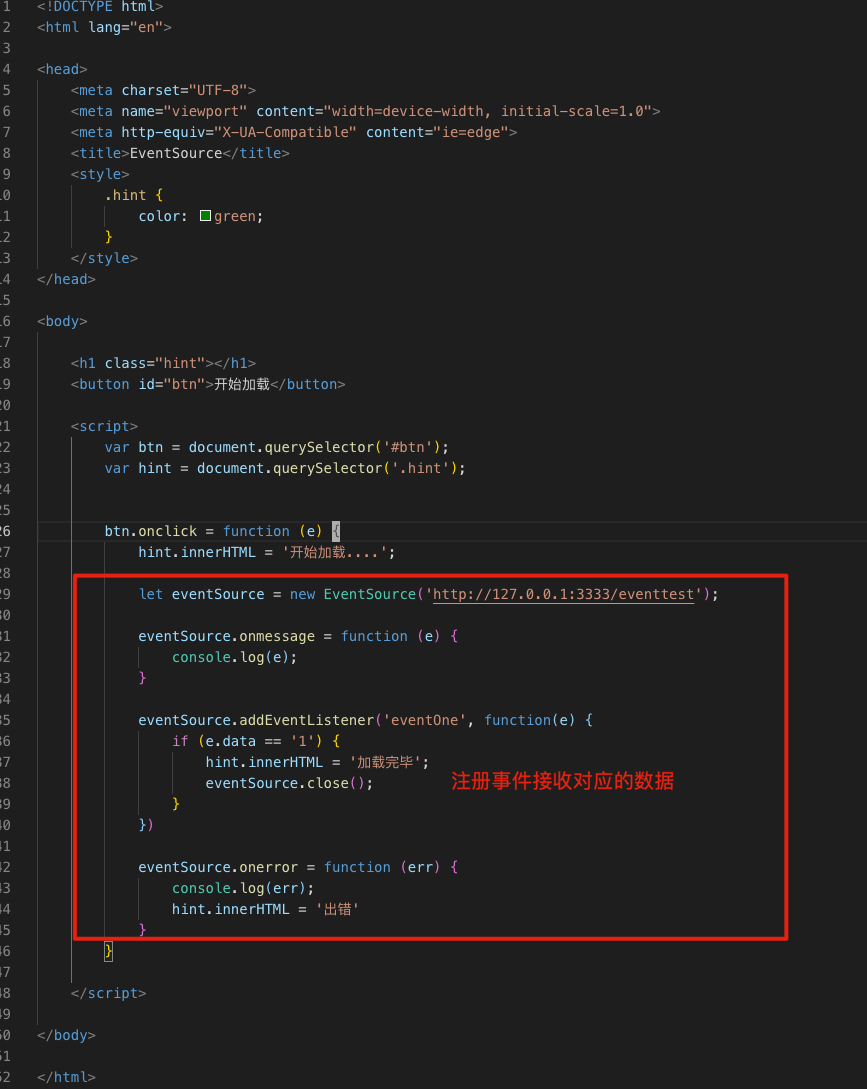 1 <!DOCTYPE html>
2 <html lang="en">
3
4 <head>
5 <meta charset="UTF-8">
6 <meta name="viewport" content="width=device-width, initial-scale=1.0">
7 <meta http-equiv="X-UA-Compatible" content="ie=edge">
8 <title>EventSource</title>
9 <style>
10 .hint {
11 color: green;
12 }
13 </style>
14 </head>
15
16 <body>
17
18 <h1 class="hint"></h1>
19 <button id="btn">开始加载</button>
20
21 <script>
22 var btn = document.querySelector('#btn');
23 var hint = document.querySelector('.hint');
24
25
26 btn.onclick = function (e) {
27 hint.innerHTML = '开始加载....';
28
29 let eventSource = new EventSource('http://127.0.0.1:3333/eventtest');
30
31 eventSource.onmessage = function (e) {
32 console.log(e);
33 }
34
35 eventSource.addEventListener('eventOne', function(e) {
36 if (e.data == '1') {
37 hint.innerHTML = '加载完毕';
38 eventSource.close();
注册事件接收对应的数据
39 }
40 })
41
42 eventSource.onerror = function (err) {
43 console.log(err);
44 hint.innerHTML = '出错'
45 }
46 }
47
48 </script>
49
50 </body>
51
52 </html>